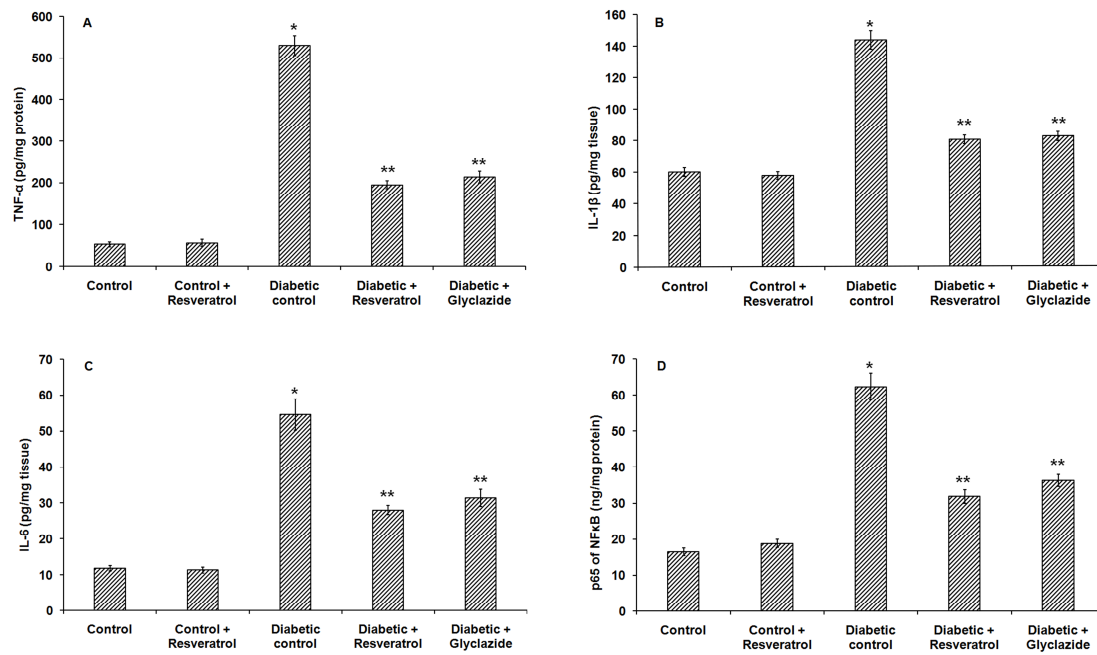 A
TNF-α (pg/mg protein)
600
500
400
300
200
100
0
*
**
**
Control
Control +
Resveratrol
Diabetic
control
Diabetic +
Resveratrol
Diabetic +
Glyclazide
B
IL-1β [pg/mg tissue)
160
140
120
100
80
60
40
20
0
*
**
**
Control
Control +
Resveratrol
Diabetic
control
Diabetic +
Resveratrol
Diabetic +
Glyclazide
C
IL-6 (pg/mg tissue)
70
60
50
40
30
20
10
0
*
**
**
Control
Control +
Resveratrol
Diabetic
control
Diabetic +
Resveratrol
Diabetic +
Glyclazide
D
p65 of NFκB (ng/mg protein)
70
60
50
40
30
20
10
0
*
**
**
Control
Control +
Resveratrol
Diabetic
control
Diabetic +
Resveratrol
Diabetic +
Glyclazide